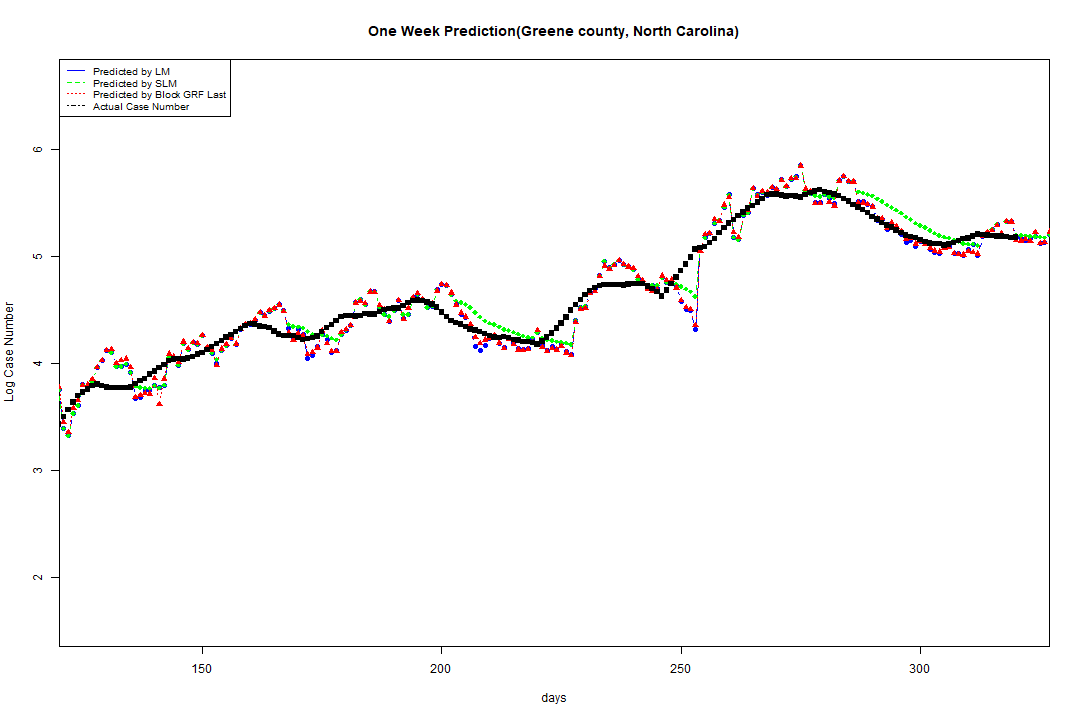 One Week Prediction(Greene county, North Carolina)
Predicted by LM
Predicted by SLM
Predicted by Block GRF Last
Actual Case Number
6
5
4
3
2
Log Case Number
150 200 250 300
days